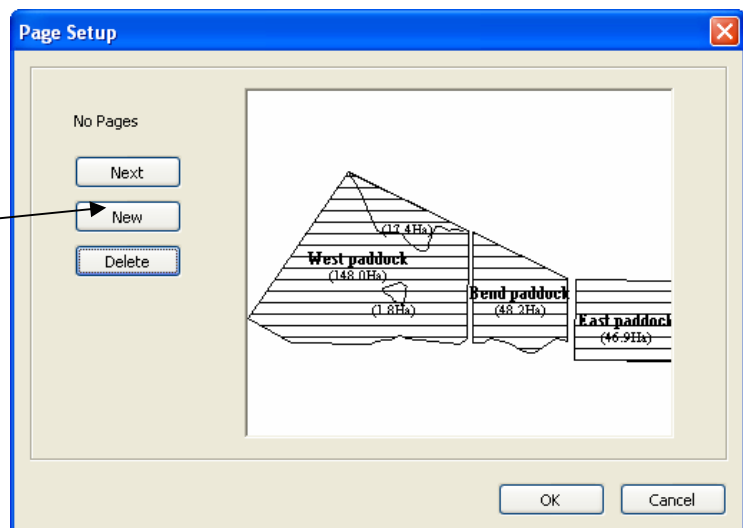 Page Setup
No Pages
Next
New
Delete
(17.4Ha)
West paddock
(148.0Ha)
(1.8Ha)
Bend paddock
(48.2Ha)
East paddock
(46.9Ha)
OK
Cancel